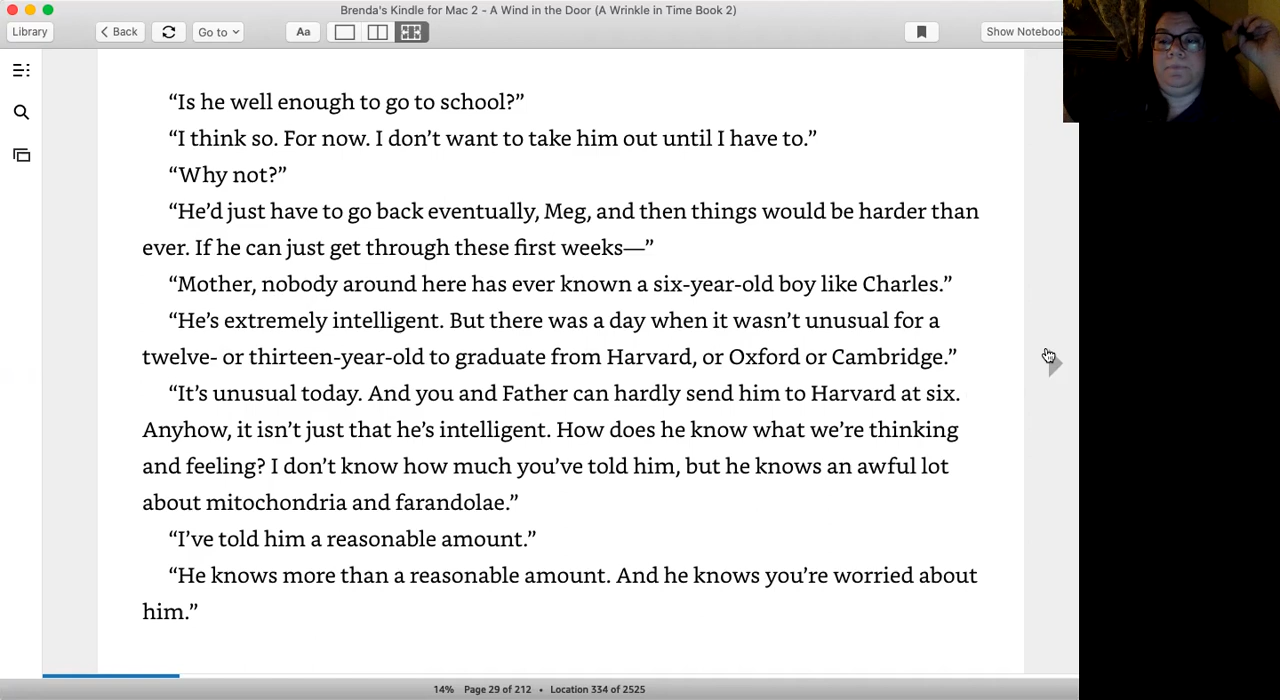 Brenda's Kindle for Mac 2 - A Wind in the Door (A Wrinkle in Time Book 2)
Library
Back
Go to
Aa
Show Notebook
“Is he well enough to go to school?”
“I think so. For now. I don’t want to take him out until I have to.”
“Why not?”
“He’d just have to go back eventually, Meg, and then things would be harder than
ever. If he can just get through these first weeks—”
“Mother, nobody around here has ever known a six-year-old boy like Charles.”
“He’s extremely intelligent. But there was a day when it wasn’t unusual for a
twelve- or thirteen-year-old to graduate from Harvard, or Oxford or Cambridge.”
“It’s unusual today. And you and Father can hardly send him to Harvard at six.
Anyhow, it isn’t just that he’s intelligent. How does he know what we’re thinking
and feeling? I don’t know how much you’ve told him, but he knows an awful lot
about mitochondria and farandolae.”
“I’ve told him a reasonable amount.”
“He knows more than a reasonable amount. And he knows you’re worried about
him.”
14% Page 29 of 212 • Location 334 of 2525